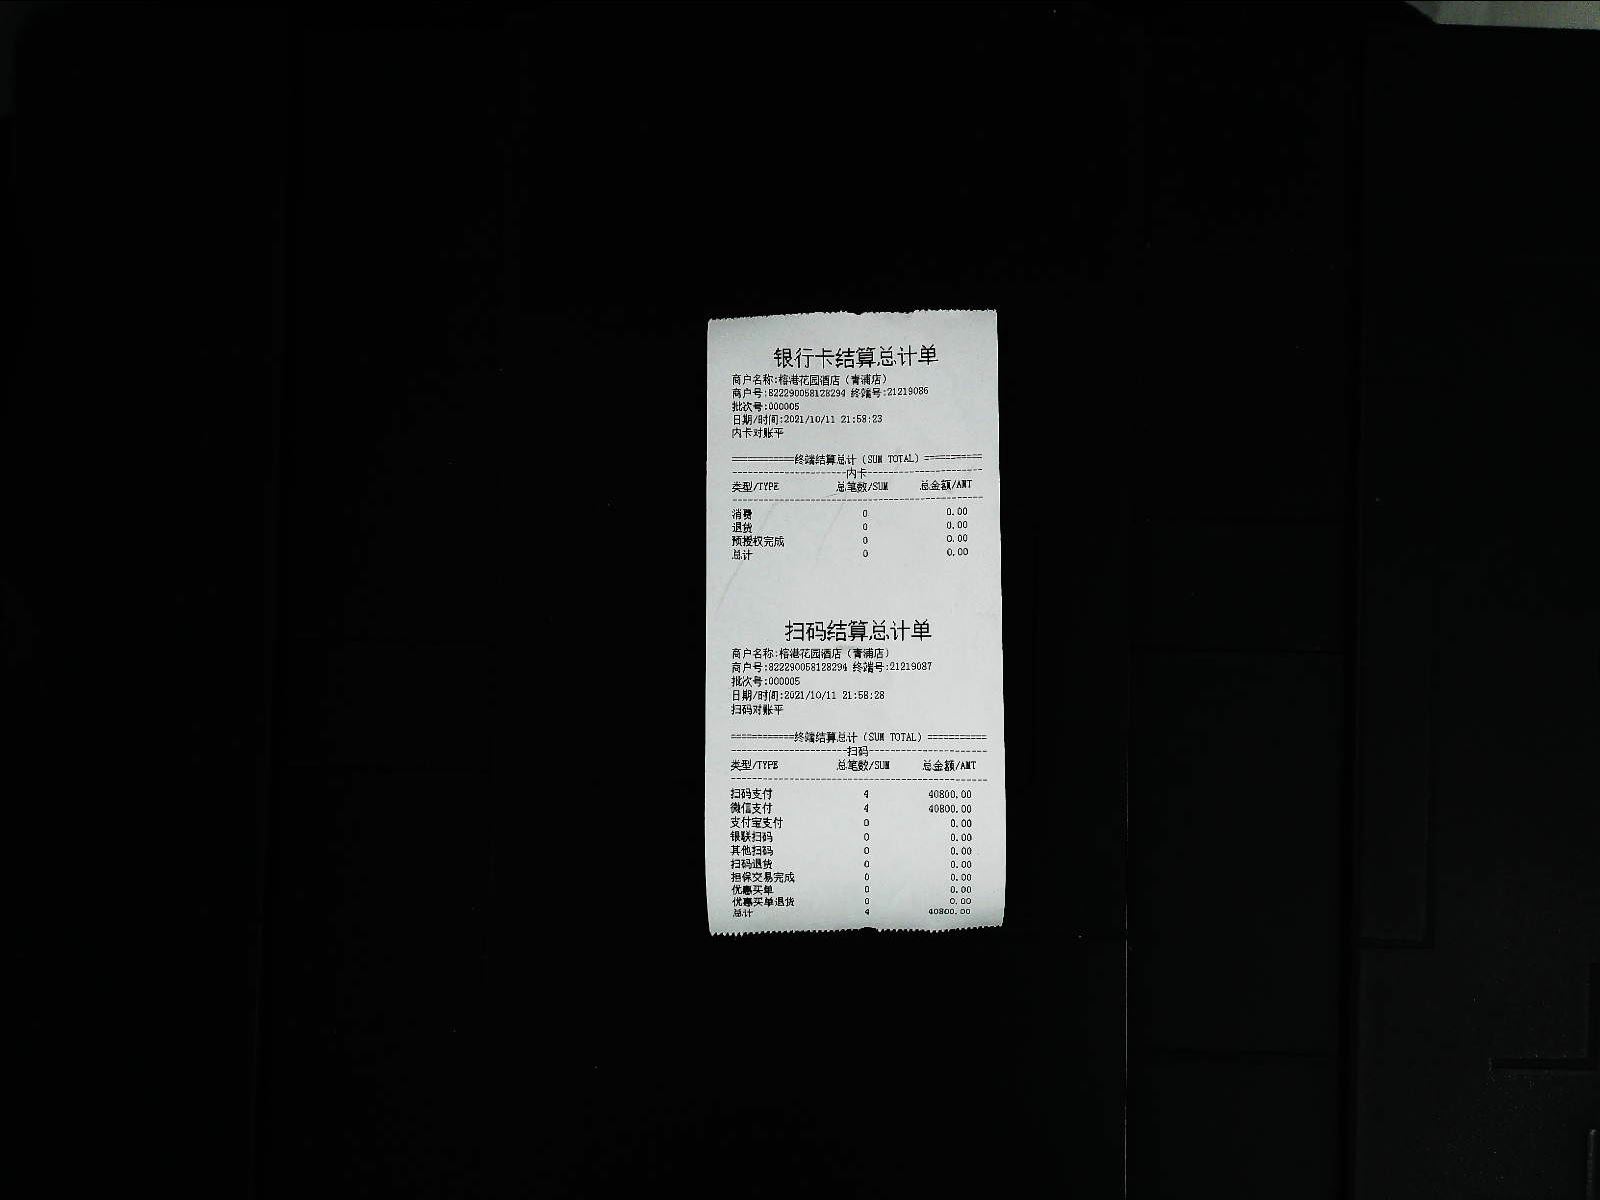 银行卡结算总计单
商户名称:榕港花园酒店（青浦店）
商户号:822290058128294 终端号:21219086
批次号:000005
日期/时间:2021/10/11 21:58:23
内卡对账平
============终端结算总计（SUM TOTAL）===========
----------------------内卡----------------------
类型/TYPE 总笔数/SUM 总金额/AMT
------------------------------------------------
消费 0 0.00
退货 0 0.00
预授权完成 0 0.00
总计 0 0.00
扫码结算总计单
商户名称:榕港花园酒店（青浦店）
商户号:822290058128294 终端号:21219087
批次号:000005
日期/时间:2021/10/11 21:58:28
扫码对账平
============终端结算总计（SUM TOTAL）===========
----------------------扫码----------------------
类型/TYPE 总笔数/SUM 总金额/AMT
------------------------------------------------
扫码支付 4 40800.00
微信支付 4 40800.00
支付宝支付 0 0.00
银联扫码 0 0.00
其他扫码 0 0.00
扫码退货 0 0.00
担保交易完成 0 0.00
优惠买单 0 0.00
优惠买单退货 0 0.00
总计 4 40800.00